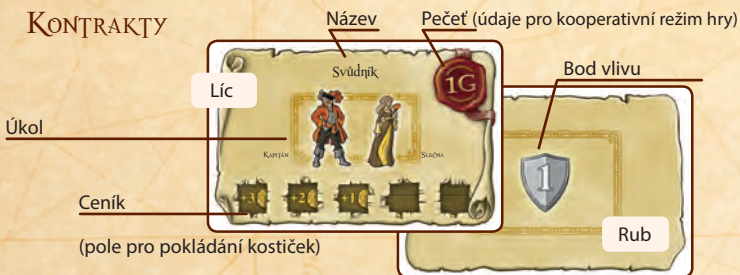 Kontrakty
Název
Pečeť (údaje pro kooperativní režim hry)
Svůdník
1G
Bod vlivu
Líc
Úkol
Kapitán
Slečna
1
Ceník
+3
+2
+1
(pole pro pokládání kostiček)
Rub